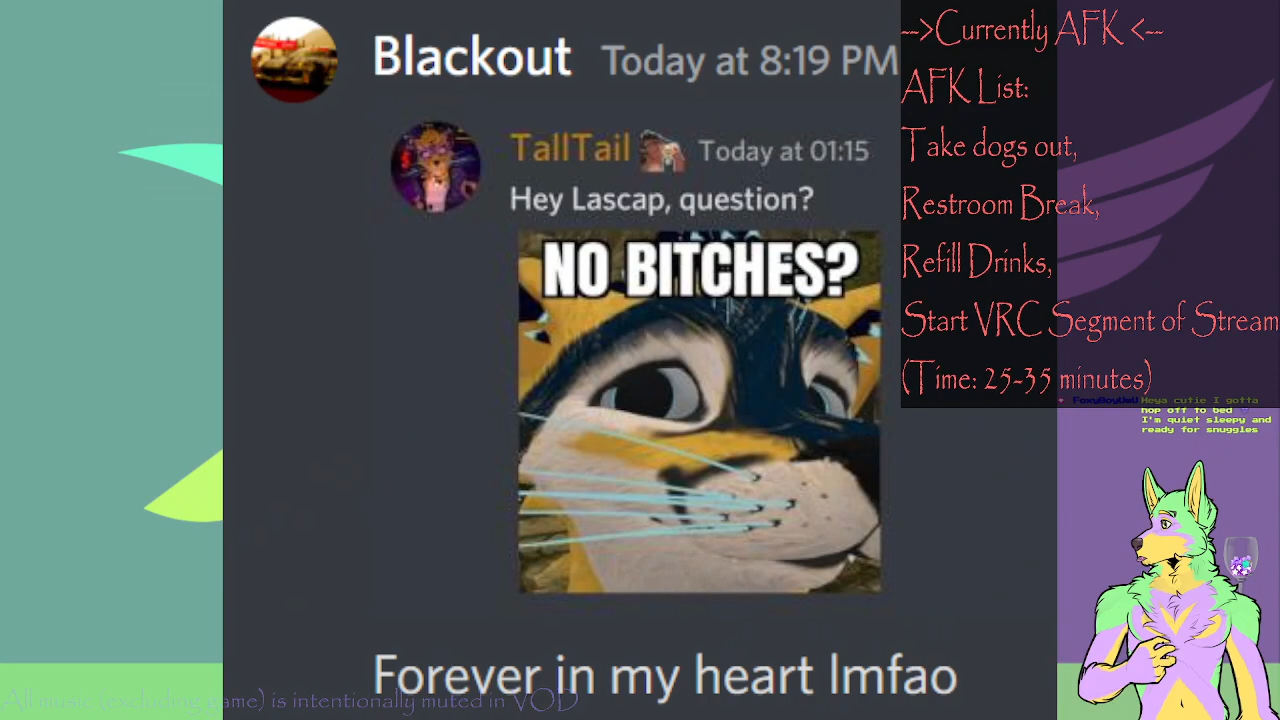 Blackout Today at 8:19 PM
TallTail Today at 01:15
Hey Lascap, question?
NO BITCHES?
Forever in my heart lmfao
-->Currently AFK <--
AFK List:
Take dogs out,
Restroom Break,
Refill Drinks,
Start VRC Segment of Stream
(Time: 25-35 minutes)
FoxyBoyUwU Heya cutie I gotta
hop off to bed
I'm quiet sleepy and
ready for snuggles
All music (excluding game) is intentionally muted in VOD